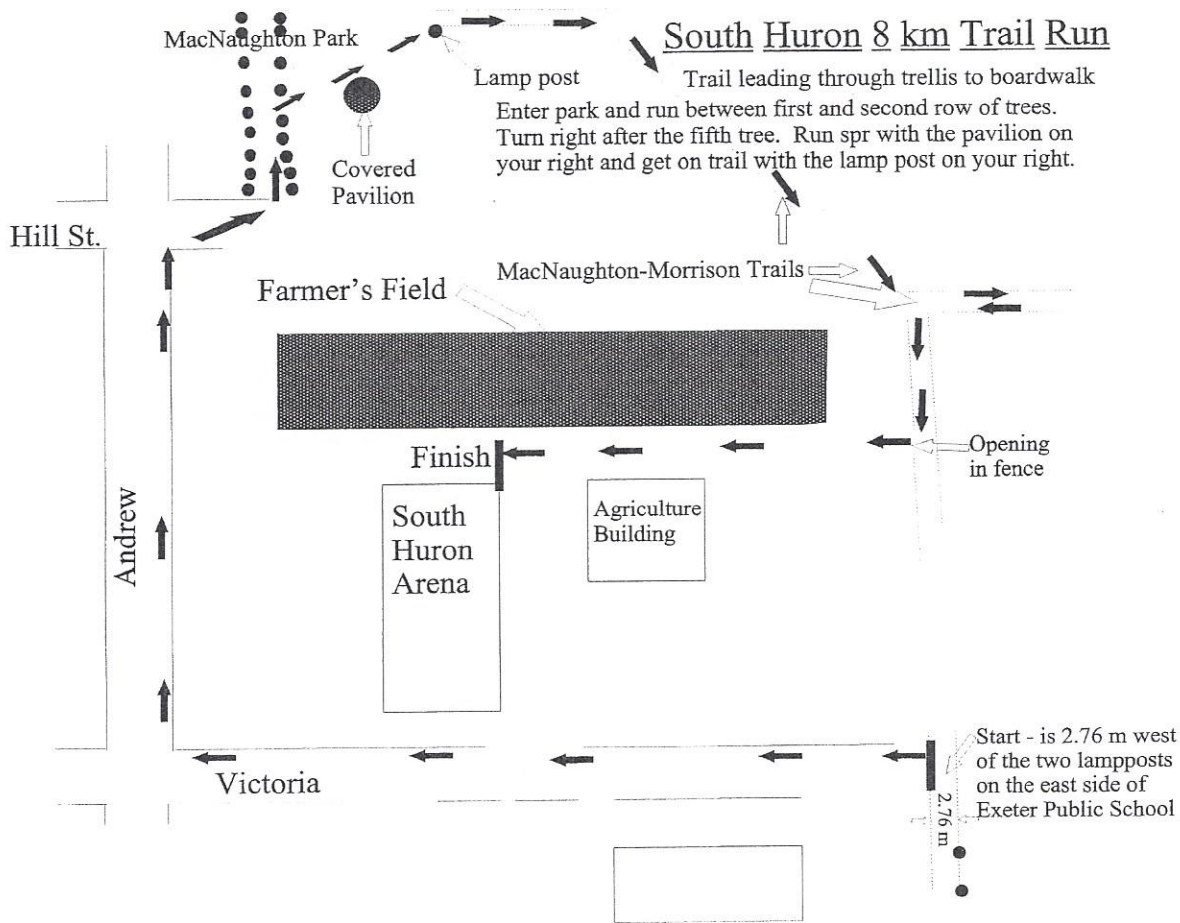 South Huron 8 km Trail Run
MacNaughton Park
Lamp post
Trail leading through trellis to boardwalk
Enter park and run between first and second row of trees.
Turn right after the fifth tree. Run spr with the pavilion on
your right and get on trail with the lamp post on your right.
Covered
Pavilion
Hill St.
MacNaughton-Morrison Trails
Farmer's Field
Opening
in fence
Finish
South
Huron
Arena
Agriculture
Building
Andrew
Victoria
Start - is 2.76 m west
of the two lampposts
on the east side of
Exeter Public School
2.76 m